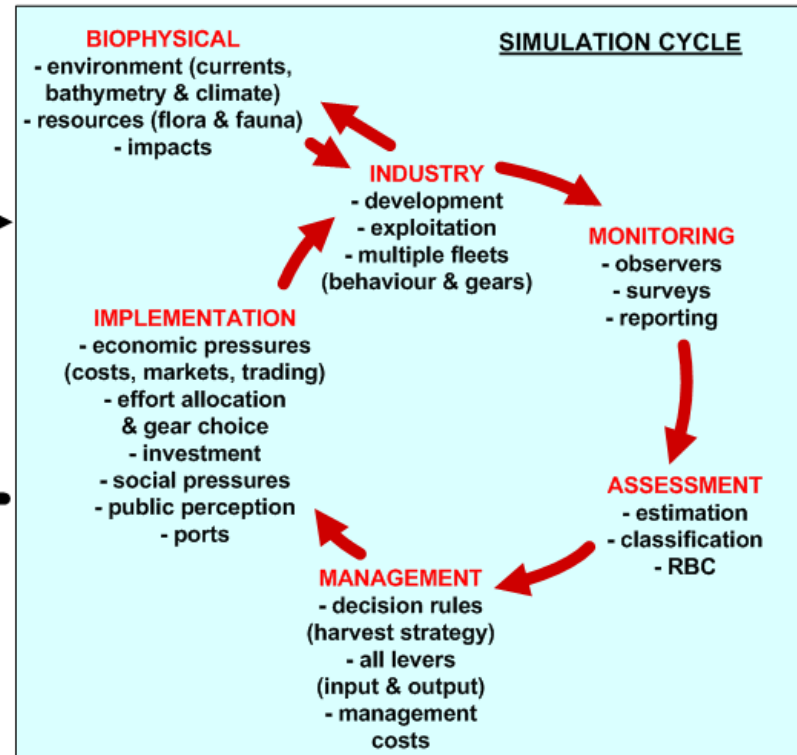 SIMULATION CYCLE
BIOPHYSICAL
- environment (currents,
bathymetry & climate)
- resources (flora & fauna)
- impacts
INDUSTRY
- development
- exploitation
- multiple fleets
(behaviour & gears)
MONITORING
- observers
- surveys
- reporting
ASSESSMENT
- estimation
- classification
- RBC
MANAGEMENT
- decision rules
(harvest strategy)
- all levers
(input & output)
- management
costs
IMPLEMENTATION
- economic pressures
(costs, markets, trading)
- effort allocation
& gear choice
- investment
- social pressures
- public perception
- ports